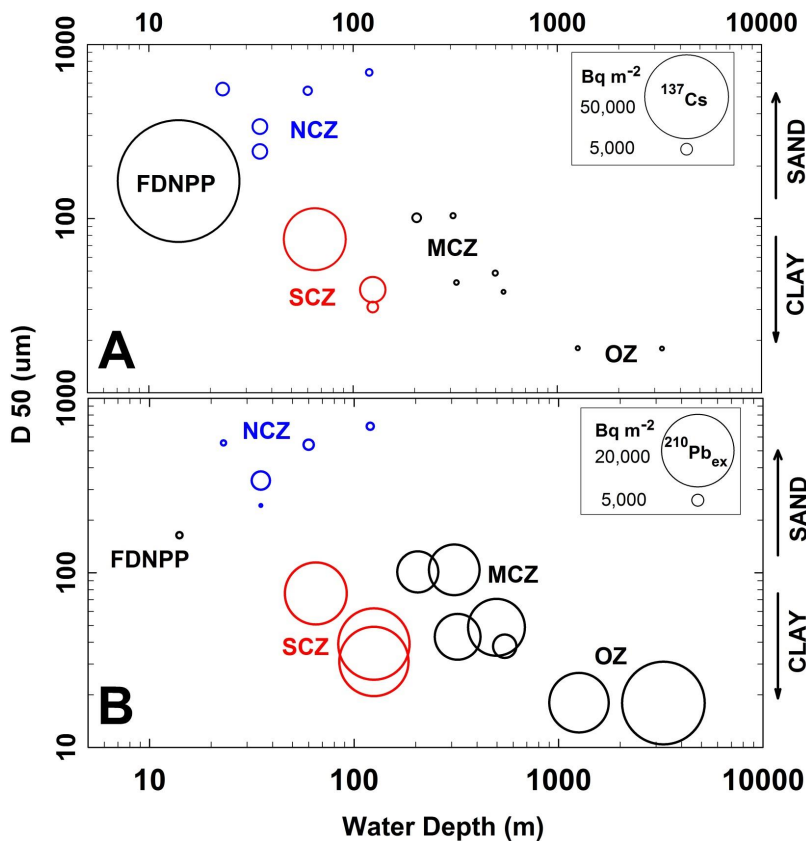 10 100 1000 10000
1000
Bq m⁻²
50,000
¹³⁷Cs
5,000
NCZ
FDNPP
100
MCZ
SCZ
OZ
A
SAND
CLAY
D 50 (um)
1000
NCZ
Bq m⁻²
20,000
²¹⁰Pbₑₓ
5,000
FDNPP
100
MCZ
SCZ
OZ
B
10
SAND
CLAY
10 100 1000 10000
Water Depth (m)